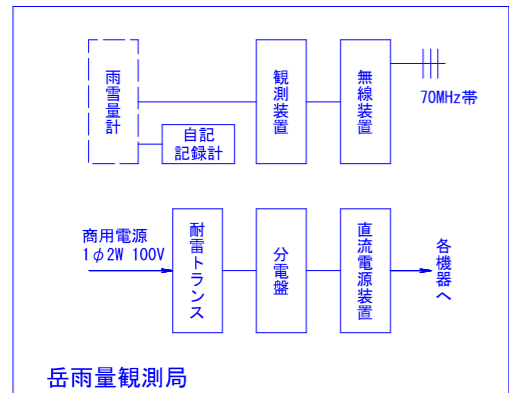 雨雪量計
自記
記録計
観測装置
無線装置
70MHz帯
商用電源
1φ2W 100V
耐雷トランス
分電盤
直流電源装置
各機器へ
岳雨量観測局